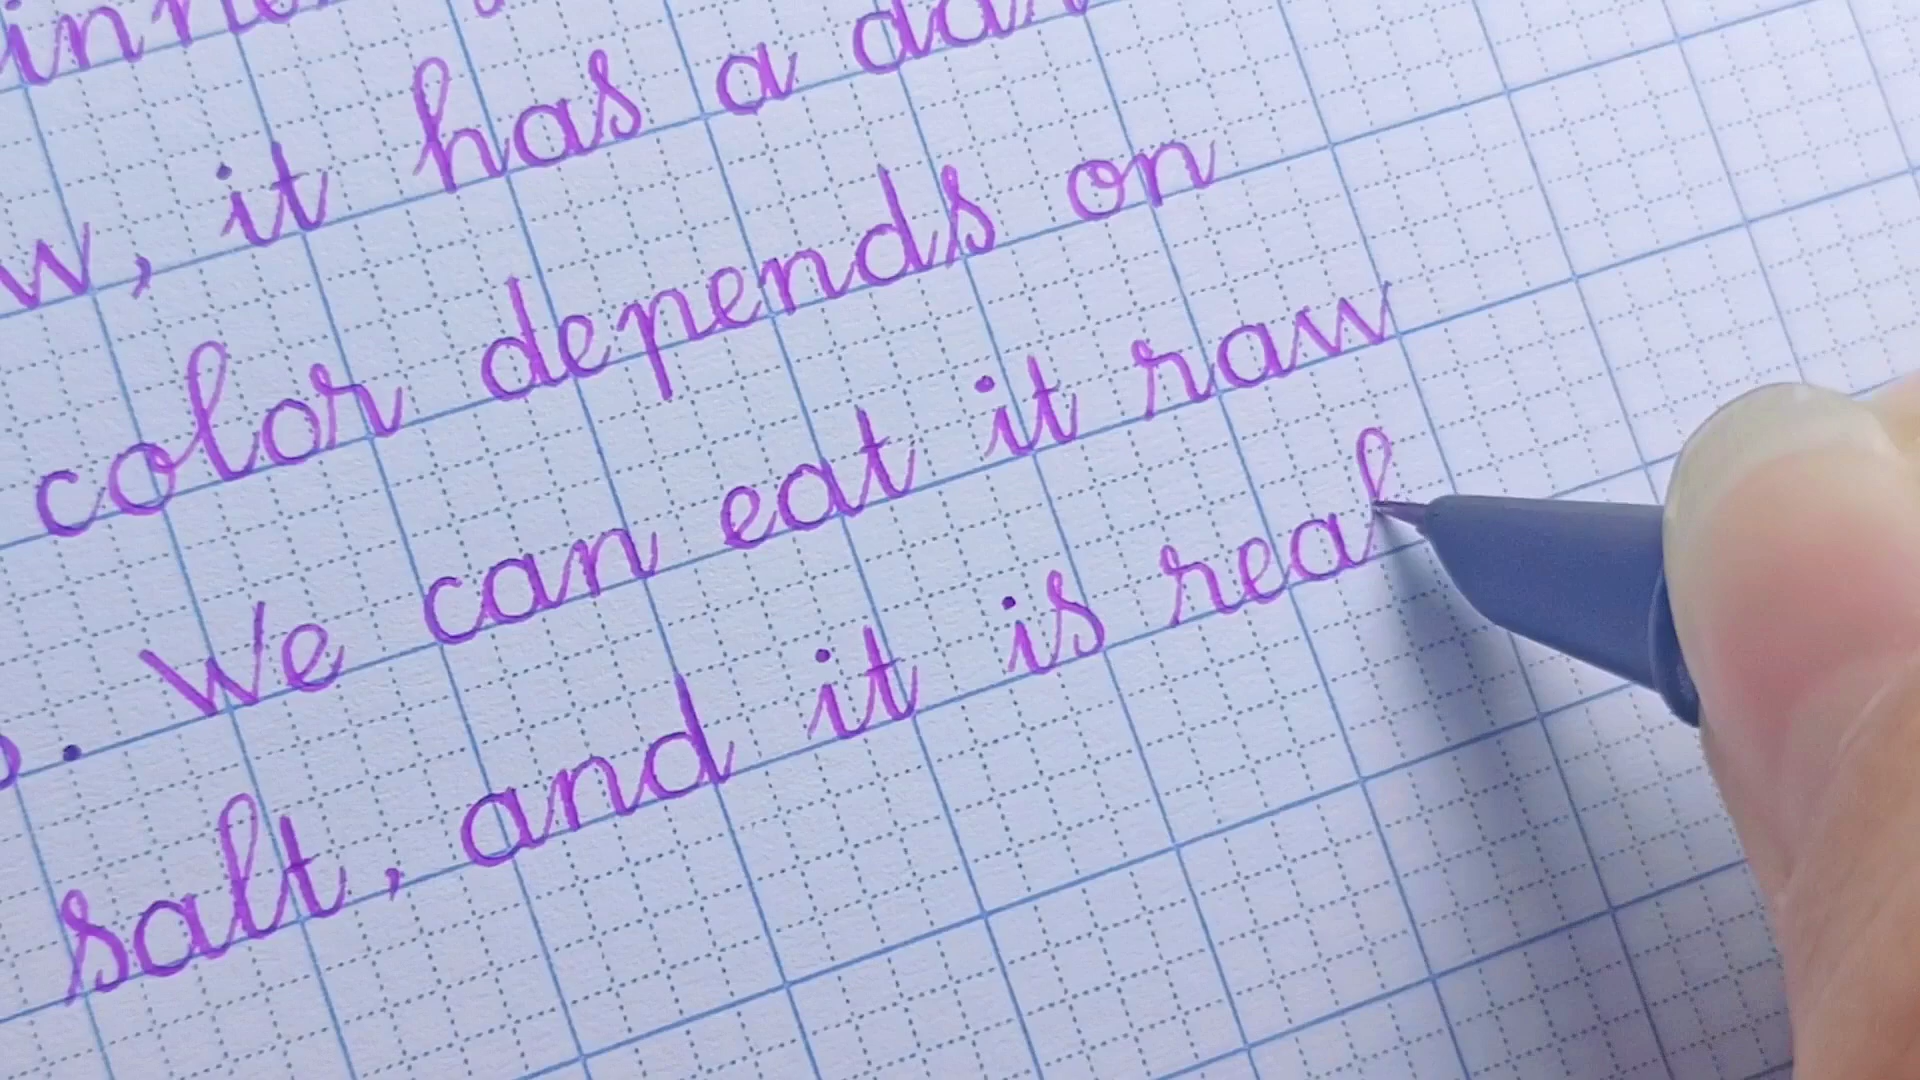 w, it has a
color depends on
. We can eat it raw
salt, and it is real